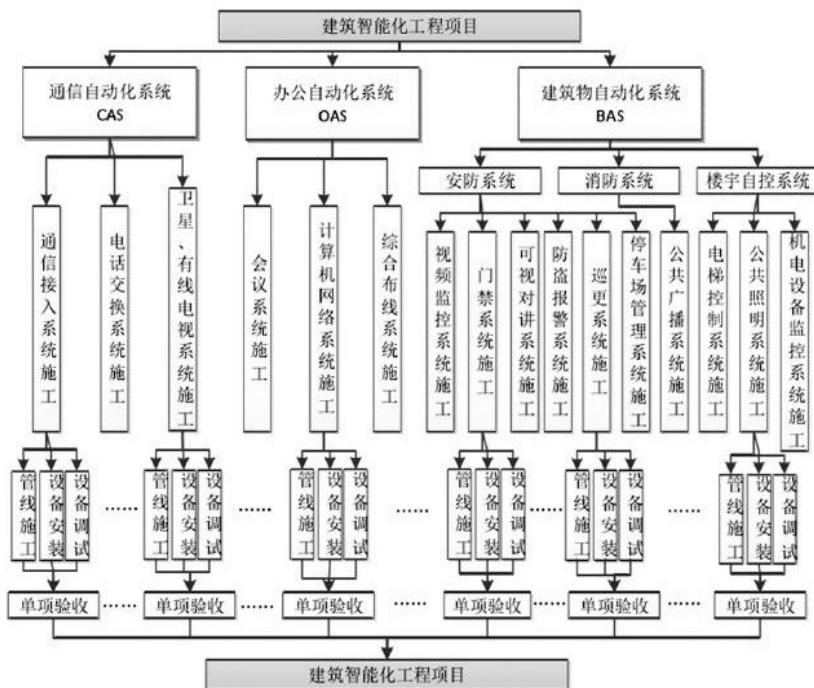 建筑智能化工程项目
通信自动化系统
CAS
办公自动化系统
OAS
建筑物自动化系统
BAS
安防系统
消防系统
楼宇自控系统
通信接入系统施工
电话交换系统施工
卫星、有线电视系统施工
会议系统施工
计算机网络系统施工
综合布线系统施工
视频监控系统施工
门禁系统施工
可视对讲系统施工
防盗报警系统施工
巡更系统施工
停车场管理系统施工
公共广播系统施工
电梯控制系统施工
公共照明系统施工
机电设备监控系统施工
管线施工
设备安装
设备调试
……
管线施工
设备安装
设备调试
……
管线施工
设备安装
设备调试
……
管线施工
设备安装
设备调试
……
管线施工
设备安装
设备调试
……
管线施工
设备安装
设备调试
单项验收
……
单项验收
……
单项验收
……
单项验收
……
单项验收
……
单项验收
建筑智能化工程项目